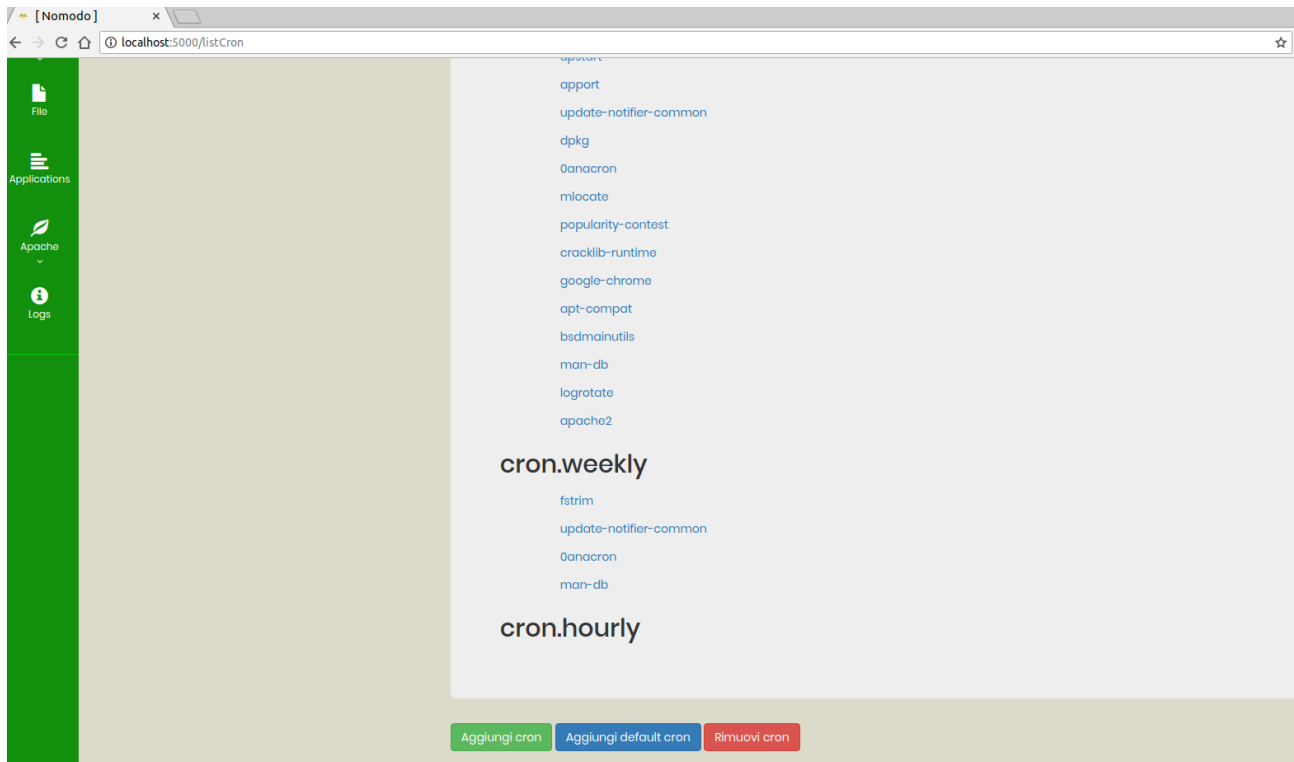 [ Nomodo ]
localhost:5000/listCron
File
Applications
Apache
Logs
upstart
apport
update-notifier-common
dpkg
0anacron
mlocate
popularity-contest
cracklib-runtime
google-chrome
apt-compat
bsdmainutils
man-db
logrotate
apache2
cron.weekly
fstrim
update-notifier-common
0anacron
man-db
cron.hourly
Aggiungi cron
Aggiungi default cron
Rimuovi cron